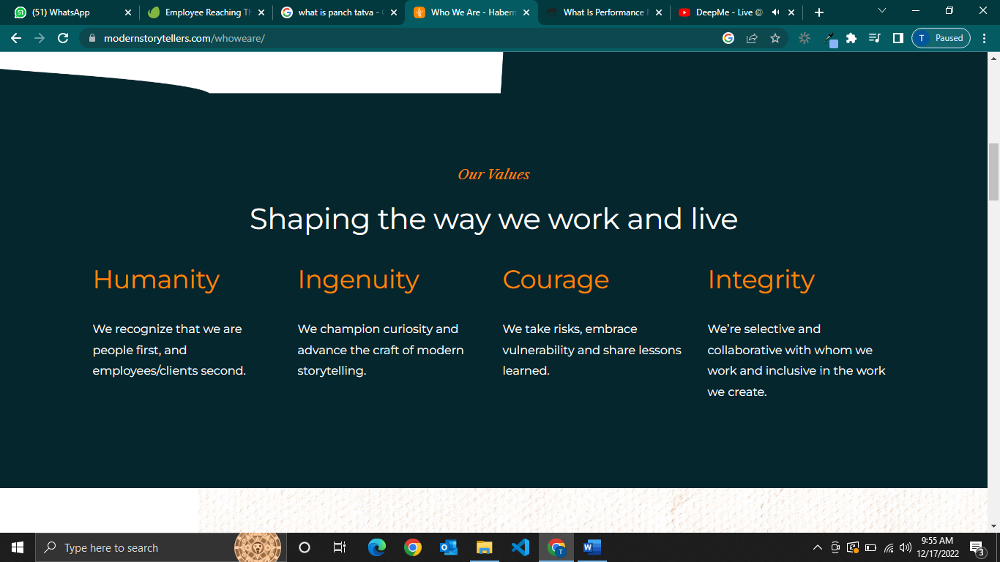 (51) WhatsApp
Employee Reaching Th
what is panch tatva - G
Who We Are - Haberm
What Is Performance M
DeepMe - Live @
modernstorytellers.com/whoweare/
T Paused
Our Values
Shaping the way we work and live
Humanity
We recognize that we are
people first, and
employees/clients second.
Ingenuity
We champion curiosity and
advance the craft of modern
storytelling.
Courage
We take risks, embrace
vulnerability and share lessons
learned.
Integrity
We’re selective and
collaborative with whom we
work and inclusive in the work
we create.
Type here to search
9:55 AM
12/17/2022
3